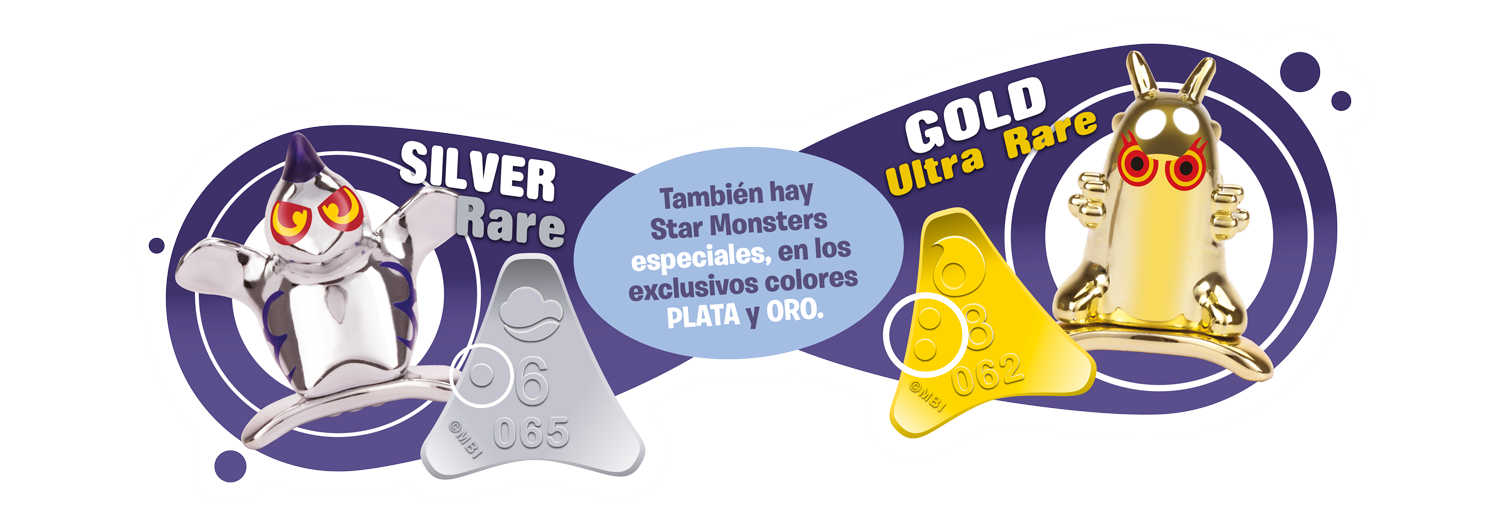 SILVER
Rare
6
065
©MBI
También hay
Star Monsters
especiales, en los
exclusivos colores
PLATA y ORO.
GOLD
Ultra Rare
8
062
©MBI